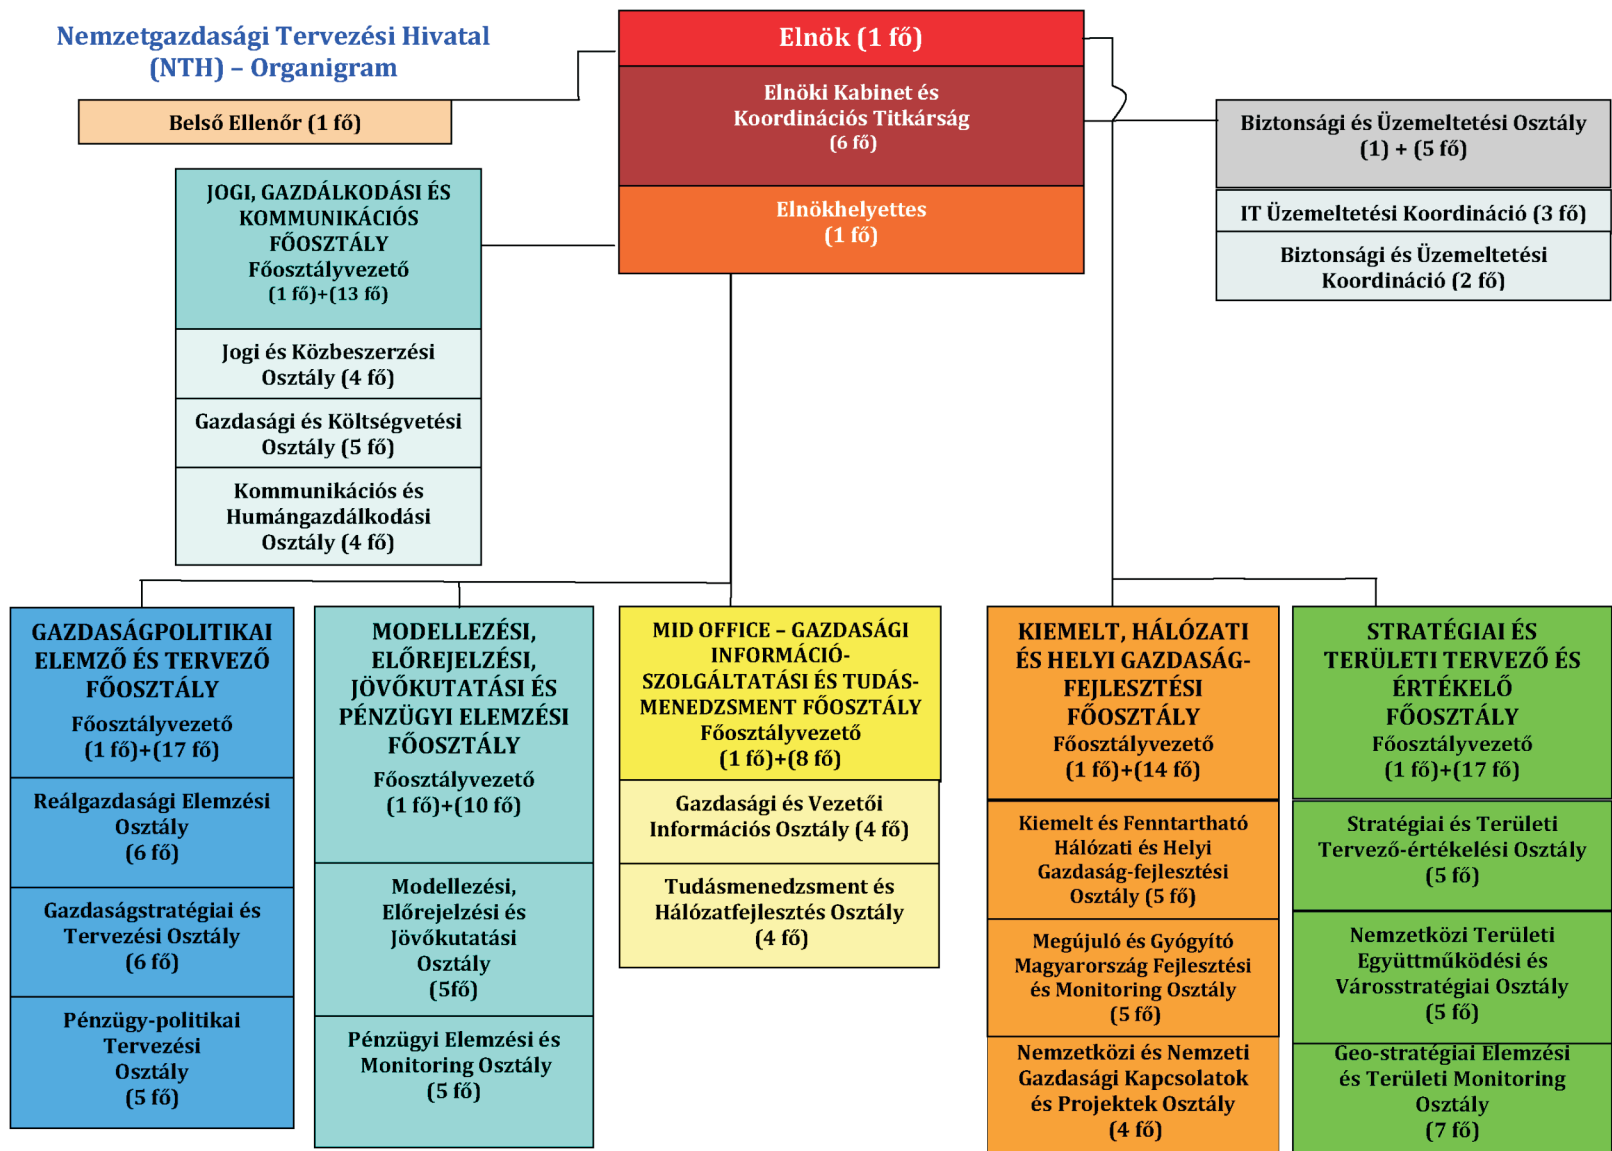 Nemzetgazdasági Tervezési Hivatal
(NTH) – Organigram
Belső Ellenőr (1 fő)
Elnök (1 fő)
Elnöki Kabinet és
Koordinációs Titkárság
(6 fő)
Elnökhelyettes
(1 fő)
Biztonsági és Üzemeltetési Osztály
(1) + (5 fő)
IT Üzemeltetési Koordináció (3 fő)
Biztonsági és Üzemeltetési
Koordináció (2 fő)
JOGI, GAZDÁLKODÁSI ÉS
KOMMUNIKÁCIÓS
FŐOSZTÁLY
Főosztályvezető
(1 fő)+(13 fő)
Jogi és Közbeszerzési
Osztály (4 fő)
Gazdasági és Költségvetési
Osztály (5 fő)
Kommunikációs és
Humángazdálkodási
Osztály (4 fő)
GAZDASÁGPOLITIKAI
ELEMZŐ ÉS TERVEZŐ
FŐOSZTÁLY
Főosztályvezető
(1 fő)+(17 fő)
Reálgazdasági Elemzési
Osztály
(6 fő)
Gazdaságstratégiai és
Tervezési Osztály
(6 fő)
Pénzügy-politikai
Tervezési
Osztály
(5 fő)
MODELLEZÉSI,
ELŐREJELZÉSI,
JÖVŐKUTATÁSI ÉS
PÉNZÜGYI ELEMZÉSI
FŐOSZTÁLY
Főosztályvezető
(1 fő)+(10 fő)
Modellezési,
Előrejelzési és
Jövőkutatási
Osztály
(5fő)
Pénzügyi Elemzési és
Monitoring Osztály
(5 fő)
MID OFFICE – GAZDASÁGI
INFORMÁCIÓ-
SZOLGÁLTATÁSI ÉS TUDÁS-
MENEDZSMENT FŐOSZTÁLY
Főosztályvezető
(1 fő)+(8 fő)
Gazdasági és Vezetői
Információs Osztály (4 fő)
Tudásmenedzsment és
Hálózatfejlesztés Osztály
(4 fő)
KIEMELT, HÁLÓZATI
ÉS HELYI GAZDASÁG-
FEJLESZTÉSI
FŐOSZTÁLY
Főosztályvezető
(1 fő)+(14 fő)
Kiemelt és Fenntartható
Hálózati és Helyi
Gazdaság-fejlesztési
Osztály (5 fő)
Megújuló és Gyógyító
Magyarország Fejlesztési
és Monitoring Osztály
(5 fő)
Nemzetközi és Nemzeti
Gazdasági Kapcsolatok
és Projektek Osztály
(4 fő)
STRATÉGIAI ÉS
TERÜLETI TERVEZŐ ÉS
ÉRTÉKELŐ
FŐOSZTÁLY
Főosztályvezető
(1 fő)+(17 fő)
Stratégiai és Területi
Tervező-értékelési Osztály
(5 fő)
Nemzetközi Területi
Együttműködési és
Városstratégiai Osztály
(5 fő)
Geo-stratégiai Elemzési
és Területi Monitoring
Osztály
(7 fő)